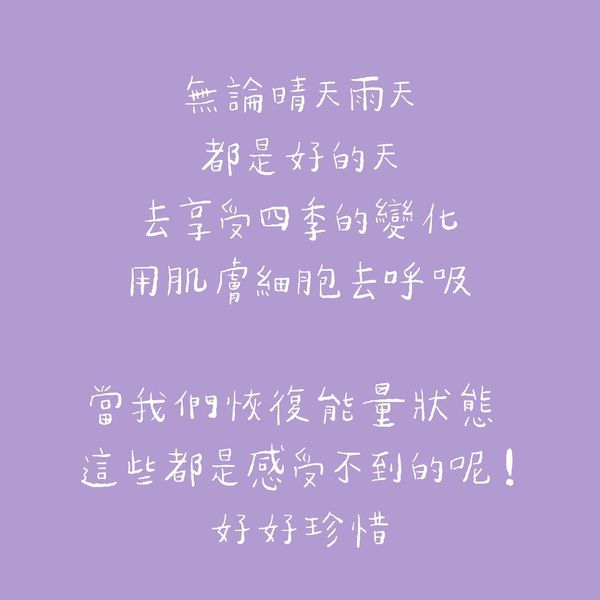 無論晴天雨天
都是好的天
去享受四季的變化
用肌膚細胞去呼吸
當我們恢復能量狀態
這些都是感受不到的呢！
好好珍惜